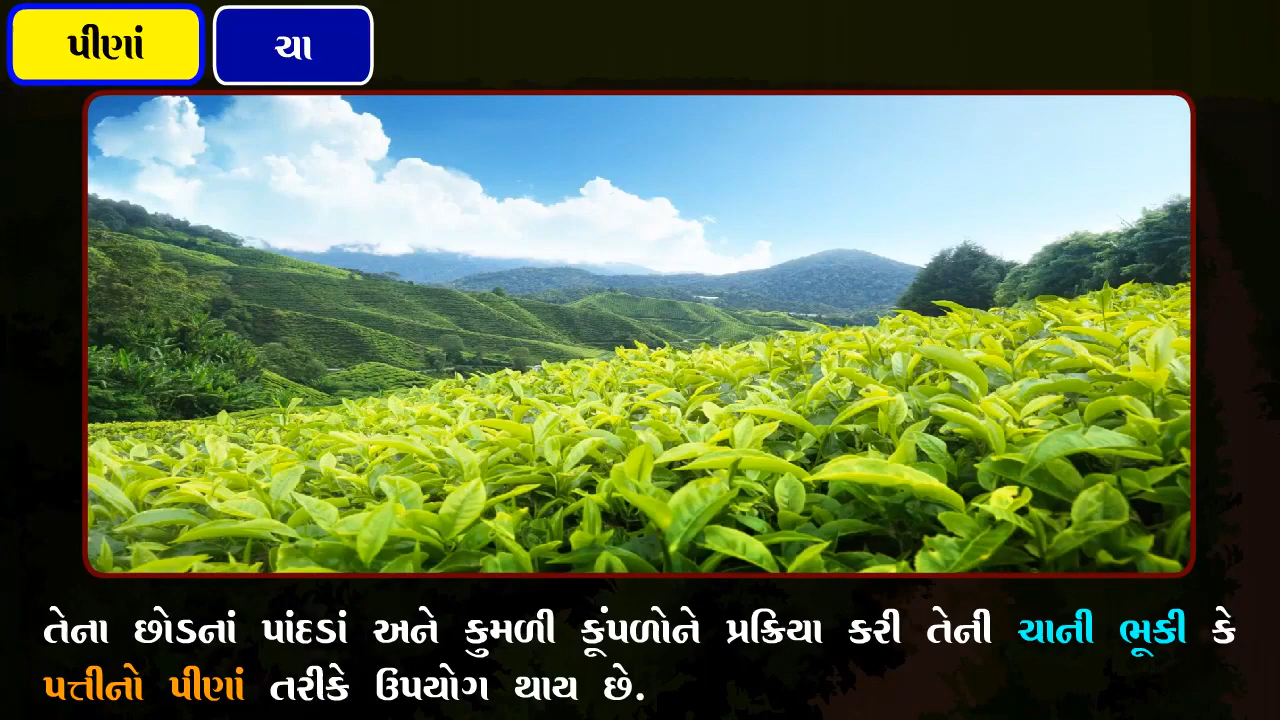 પીણાં
ચા
તેના છોડનાં પાંદડાં અને કુમળી કૂંપળોને પ્રક્રિયા કરી તેની ચાની ભૂકી કે
પત્તીનો પીણાં તરીકે ઉપયોગ થાય છે.